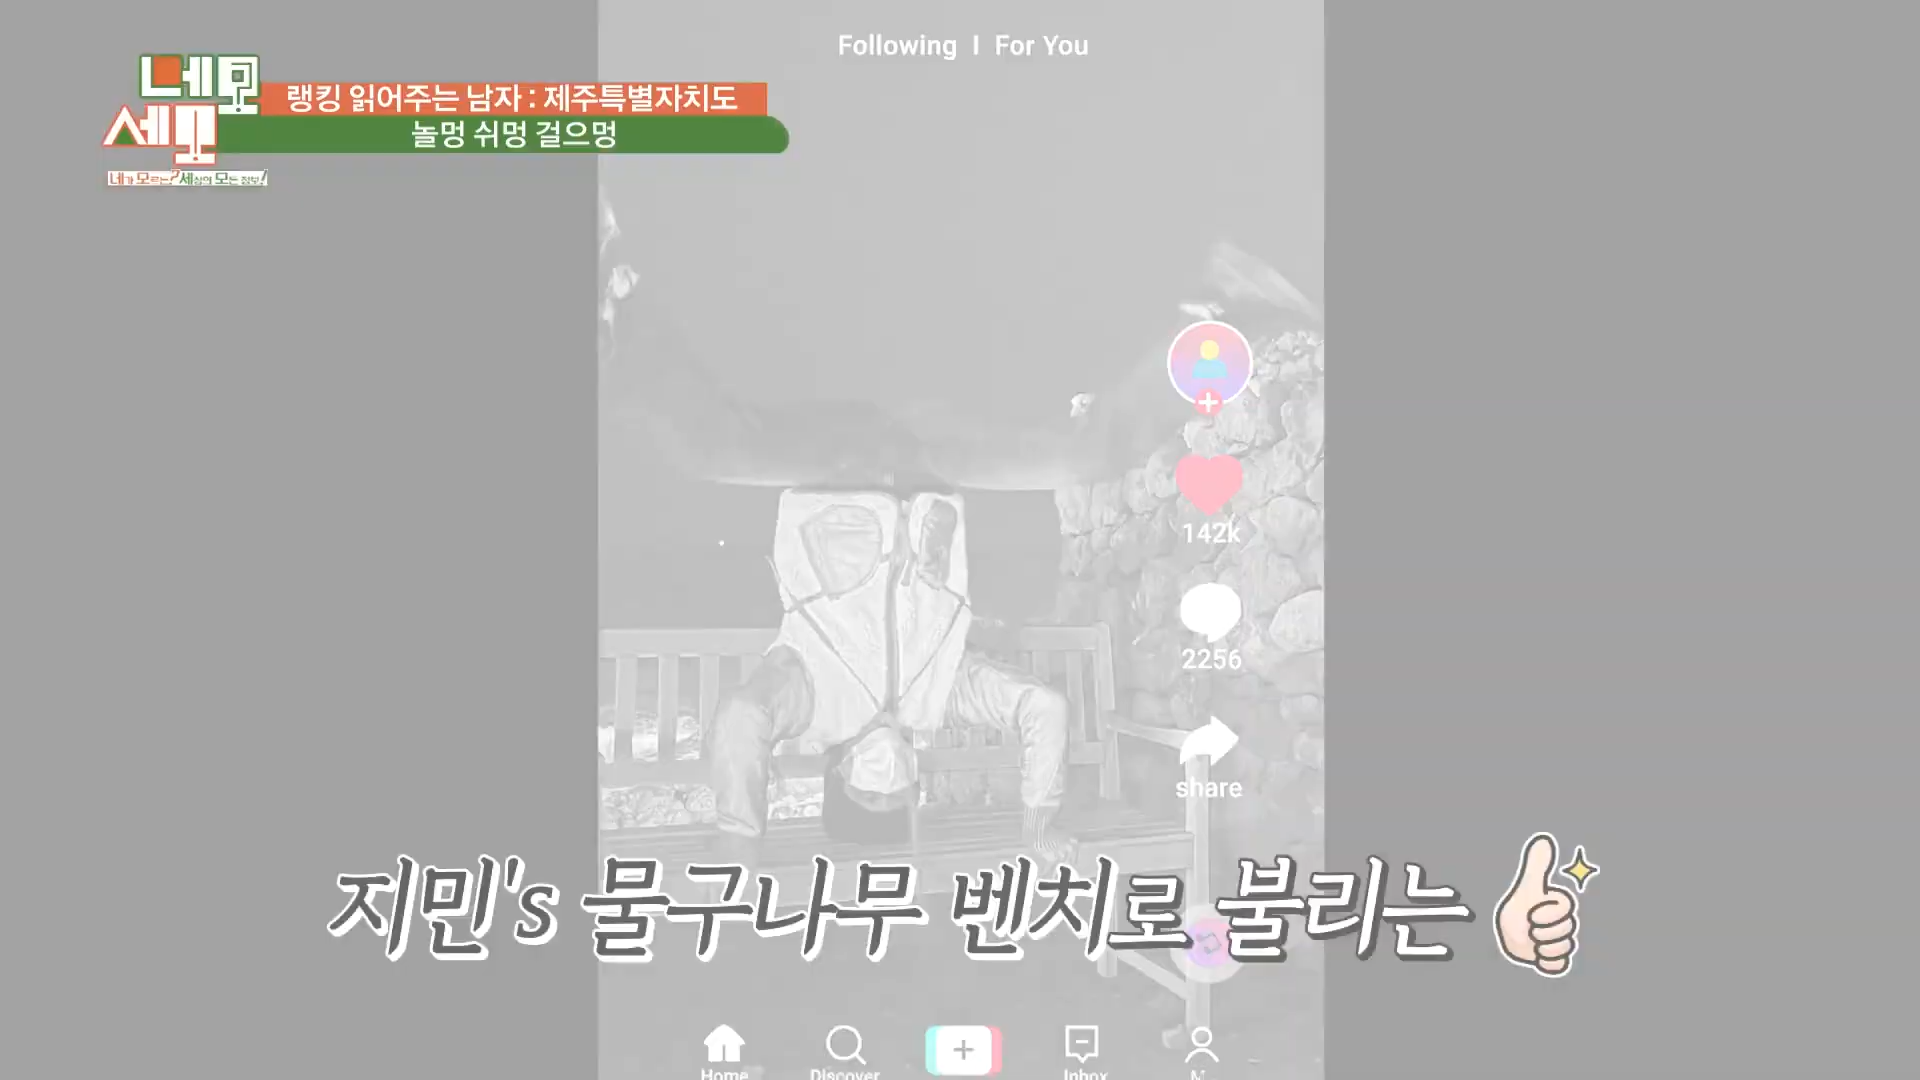 Following | For You
네모
세모
네가 모르는? 세상의 모든 정보!
랭킹 읽어주는 남자 : 제주특별자치도
놀멍 쉬멍 걸으멍
142k
2256
share
지민's 물구나무 벤치로 불리는
Home
Discover
Inbox